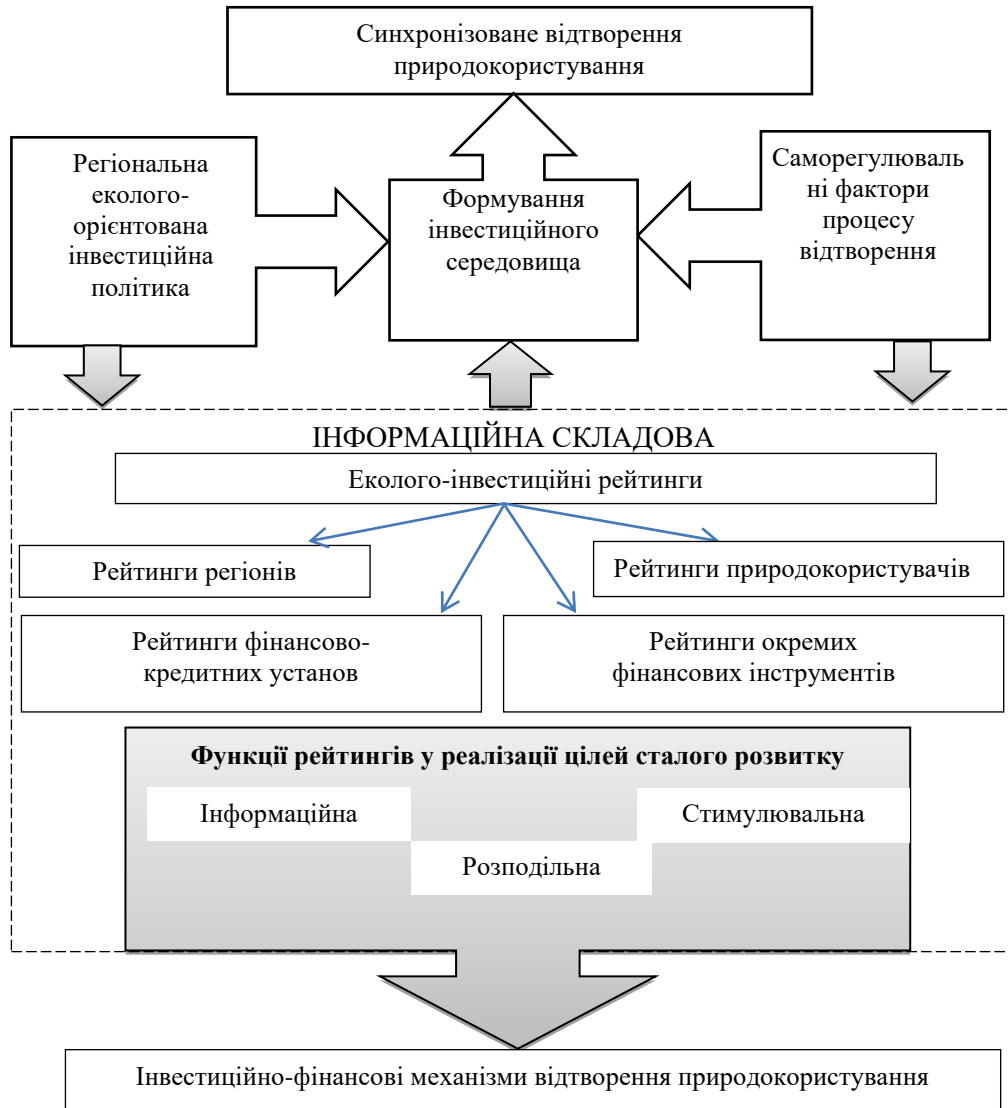 Синхронізоване відтворення
природокористування
Регіональна
еколого-
орієнтована
інвестиційна
політика
Формування
інвестиційного
середовища
Саморегулюваль
ні фактори
процесу
відтворення
ІНФОРМАЦІЙНА СКЛАДОВА
Еколого-інвестиційні рейтинги
Рейтинги регіонів
Рейтинги природокористувачів
Рейтинги фінансово-
кредитних установ
Рейтинги окремих
фінансових інструментів
Функції рейтингів у реалізації цілей сталого розвитку
Інформаційна
Стимулювальна
Розподільна
Інвестиційно-фінансові механізми відтворення природокористування